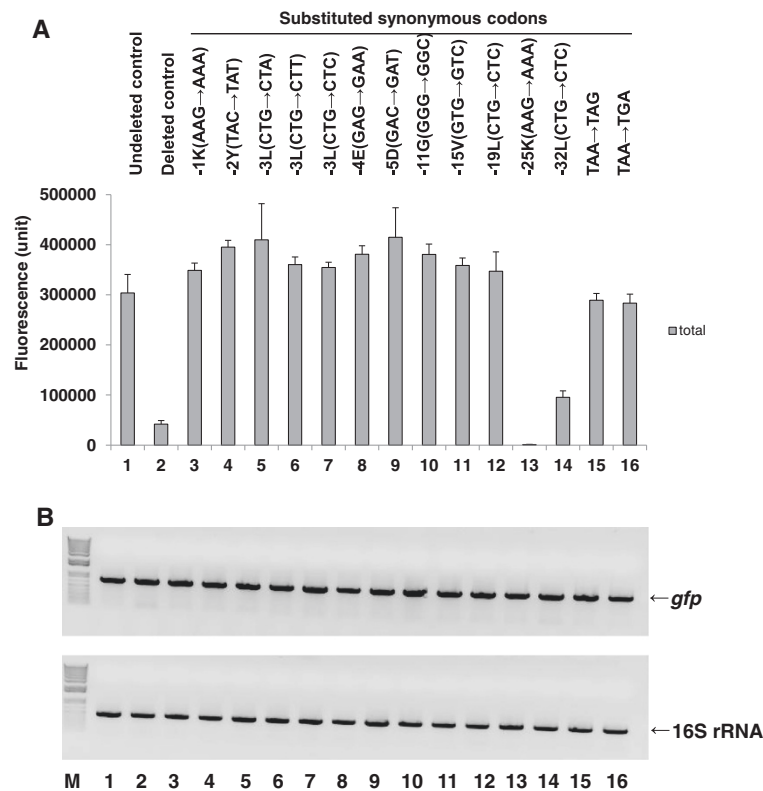 A
Substituted synonymous codons
Undeleted control
Deleted control
-1K(AAG→AAA)
-2Y(TAC→TAT)
-3L(CTG→CTA)
-3L(CTG→CTT)
-3L(CTG→CTC)
-4E(GAG→GAA)
-5D(GAC→GAT)
-11G(GGG→GGC)
-15V(GTG→GTC)
-19L(CTG→CTC)
-25K(AAG→AAA)
-32L(CTG→CTC)
TAA→TAG
TAA→TGA
Fluorescence (unit)
500000
400000
300000
200000
100000
0
1 2 3 4 5 6 7 8 9 10 11 12 13 14 15 16
total
B
←gfp
←16S rRNA
M 1 2 3 4 5 6 7 8 9 10 11 12 13 14 15 16